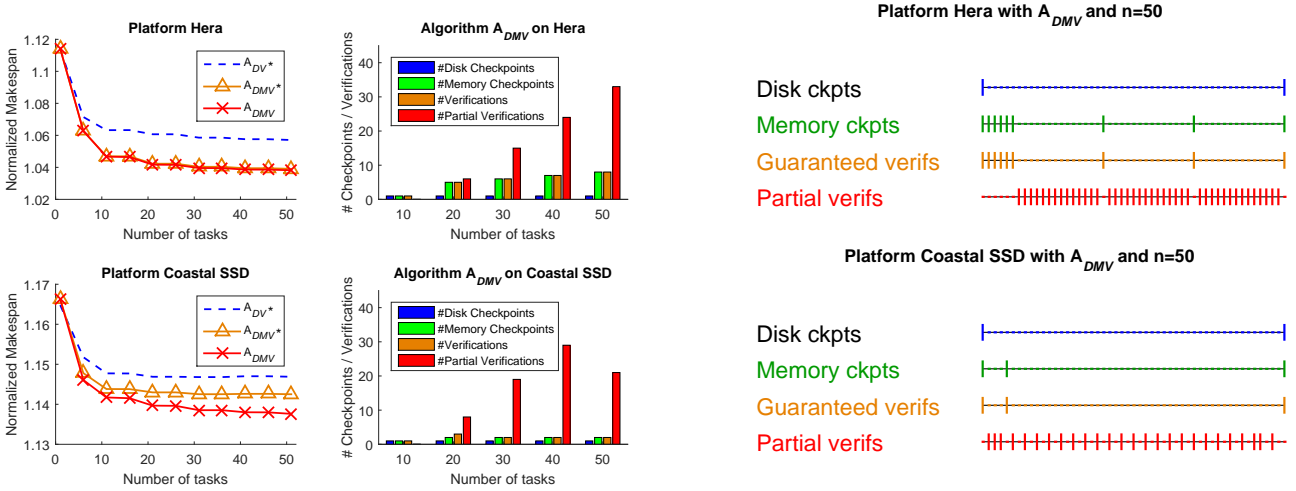 Platform Hera
Normalized Makespan
1.12
1.1
1.08
1.06
1.04
1.02
A_DV*
A_DMV*
A_DMV
0 10 20 30 40 50
Number of tasks
Algorithm A_DMV on Hera
# Checkpoints / Verifications
40
30
20
10
0
#Disk Checkpoints
#Memory Checkpoints
#Verifications
#Partial Verifications
10 20 30 40 50
Number of tasks
Platform Hera with A_DMV and n=50
Disk ckpts
Memory ckpts
Guaranteed verifs
Partial verifs
Platform Coastal SSD
Normalized Makespan
1.17
1.16
1.15
1.14
1.13
A_DV*
A_DMV*
A_DMV
0 10 20 30 40 50
Number of tasks
Algorithm A_DMV on Coastal SSD
# Checkpoints / Verifications
40
30
20
10
0
#Disk Checkpoints
#Memory Checkpoints
#Verifications
#Partial Verifications
10 20 30 40 50
Number of tasks
Platform Coastal SSD with A_DMV and n=50
Disk ckpts
Memory ckpts
Guaranteed verifs
Partial verifs